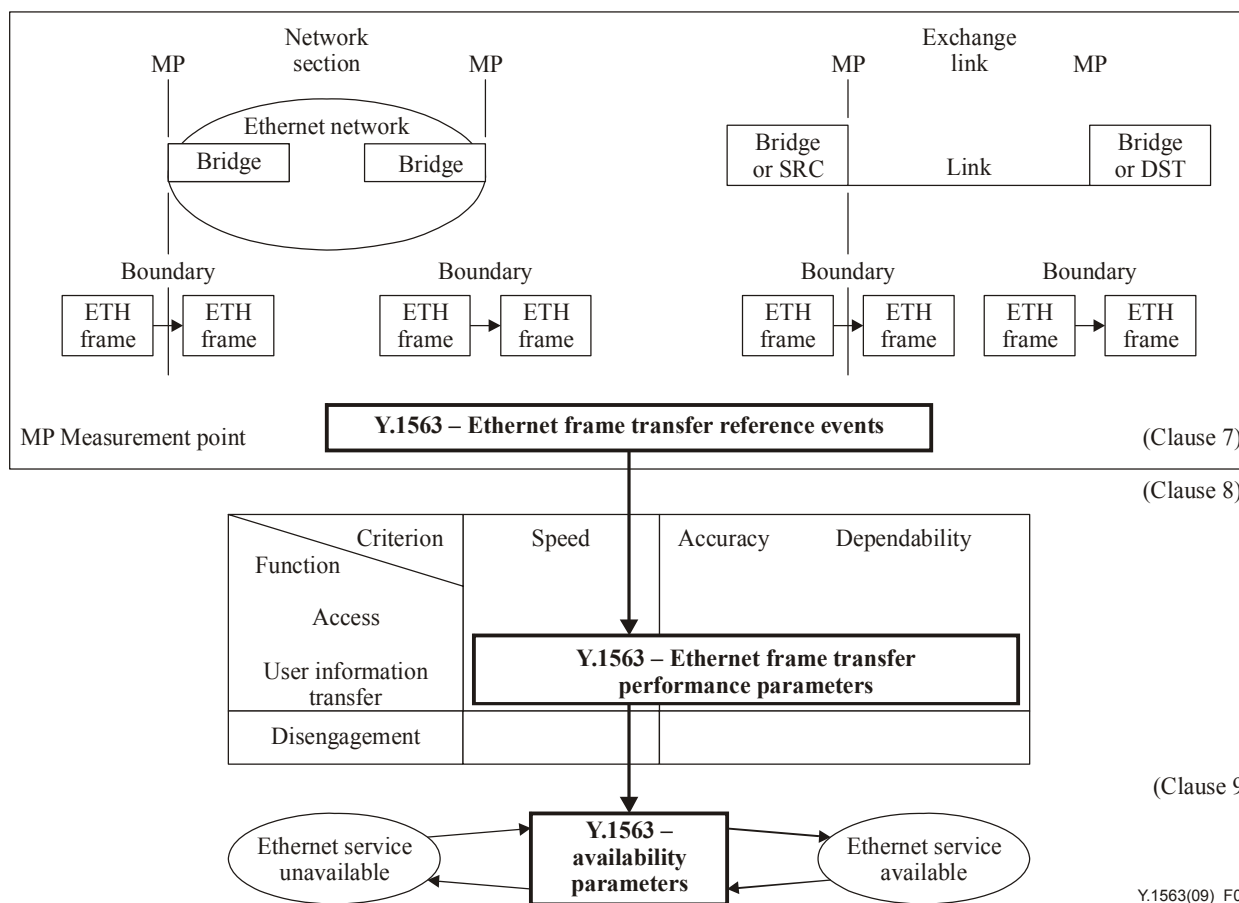 Network
section
MP
MP
Exchange
link
MP
MP
Ethernet network
Bridge
Bridge
Bridge
or SRC
Link
Bridge
or DST
Boundary
Boundary
Boundary
Boundary
ETH
frame
ETH
frame
ETH
frame
ETH
frame
ETH
frame
ETH
frame
ETH
frame
ETH
frame
Y.1563 – Ethernet frame transfer reference events
MP Measurement point
(Clause 7)
(Clause 8)
Criterion
Function
Speed
Accuracy
Dependability
Access
User information
transfer
Y.1563 – Ethernet frame transfer
performance parameters
Disengagement
(Clause 9
Ethernet service
unavailable
Y.1563 –
availability
parameters
Ethernet service
available
Y.1563(09)_F0